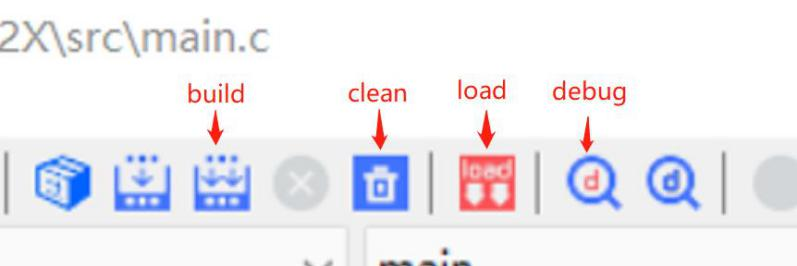 2X\src\main.c
build
clean
load
debug
load
d
d
main